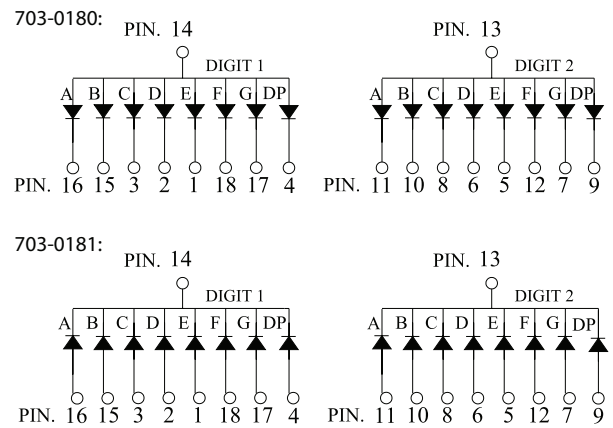 703-0180:
PIN. 14 PIN. 13
DIGIT 1 DIGIT 2
A B C D E F G DP A B C D E F G DP
PIN. 16 15 3 2 1 18 17 4 PIN. 11 10 8 6 5 12 7 9
703-0181:
PIN. 14 PIN. 13
DIGIT 1 DIGIT 2
A B C D E F G DP A B C D E F G DP
PIN. 16 15 3 2 1 18 17 4 PIN. 11 10 8 6 5 12 7 9